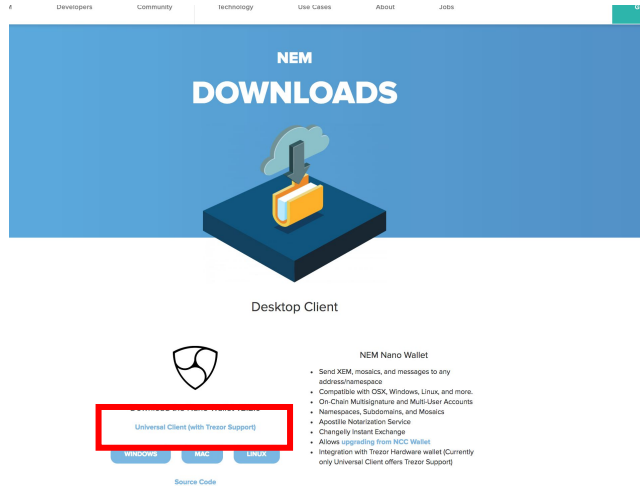 Developers Community Technology Use Cases About Jobs
NEM
DOWNLOADS
Desktop Client
Universal Client (with Trezor Support)
WINDOWS MAC LINUX
Source Code
NEM Nano Wallet
Send XEM, mosaics, and messages to any
address/namespace
Compatible with OSX, Windows, Linux, and more.
On-Chain Multisignature and Multi-User Accounts
Namespaces, Subdomains, and Mosaics
Apostille Notarization Service
Changelly Instant Exchange
Allows upgrading from NCC Wallet
Integration with Trezor Hardware wallet (Currently
only Universal Client offers Trezor Support)